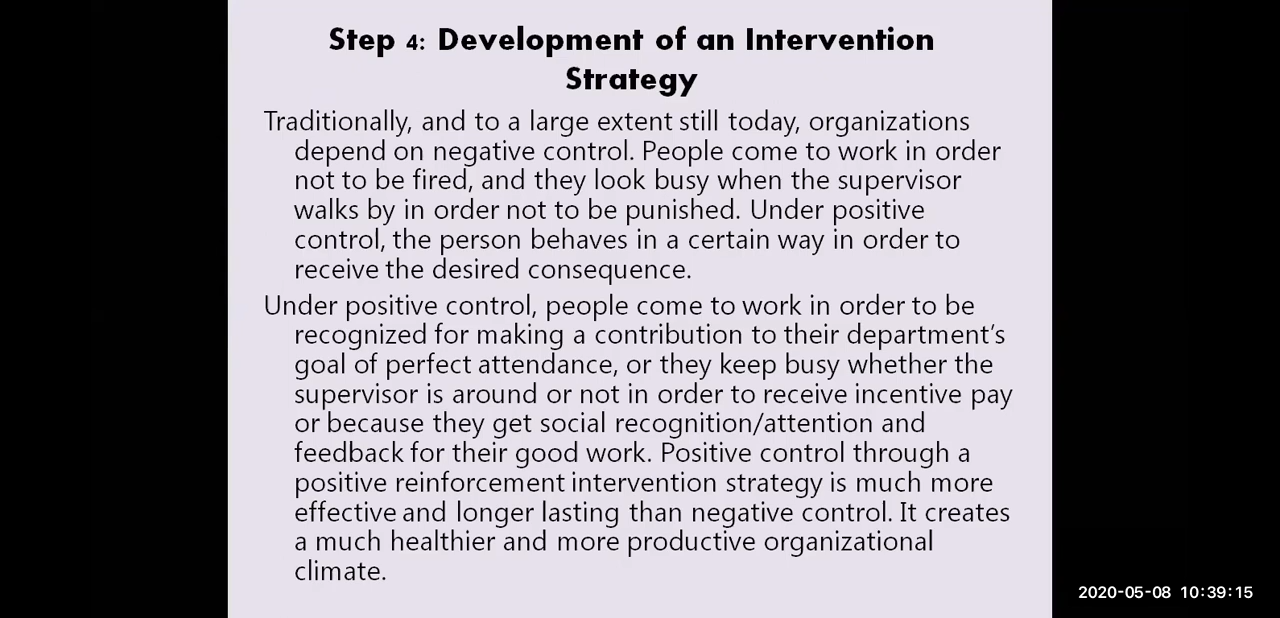 Step 4: Development of an Intervention
Strategy
Traditionally, and to a large extent still today, organizations
depend on negative control. People come to work in order
not to be fired, and they look busy when the supervisor
walks by in order not to be punished. Under positive
control, the person behaves in a certain way in order to
receive the desired consequence.
Under positive control, people come to work in order to be
recognized for making a contribution to their department’s
goal of perfect attendance, or they keep busy whether the
supervisor is around or not in order to receive incentive pay
or because they get social recognition/attention and
feedback for their good work. Positive control through a
positive reinforcement intervention strategy is much more
effective and longer lasting than negative control. It creates
a much healthier and more productive organizational
climate.
2020-05-08 10:39:15